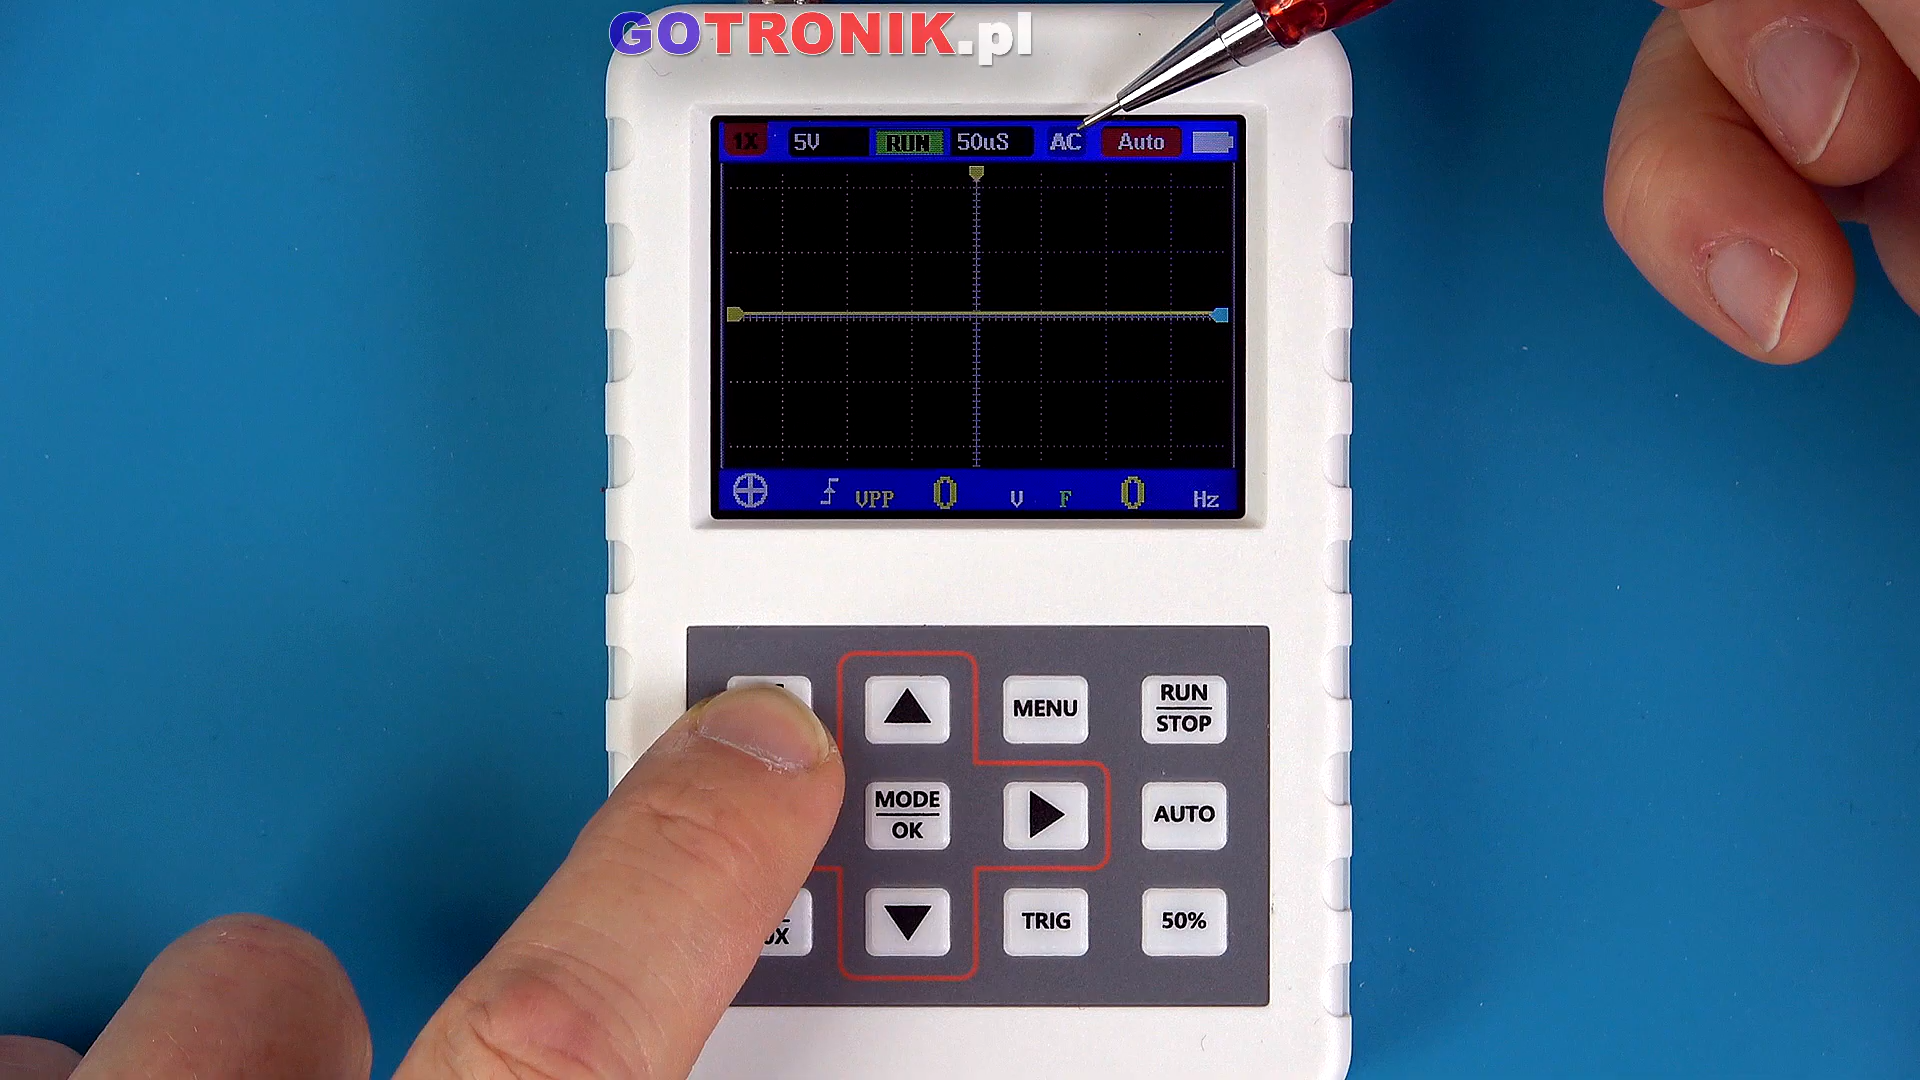 GOTRONIK.pl
1X 5V RUN 50uS AC Auto
VPP 0 V F 0 Hz
MENU
RUN
STOP
MODE
OK
AUTO
TRIG
50%